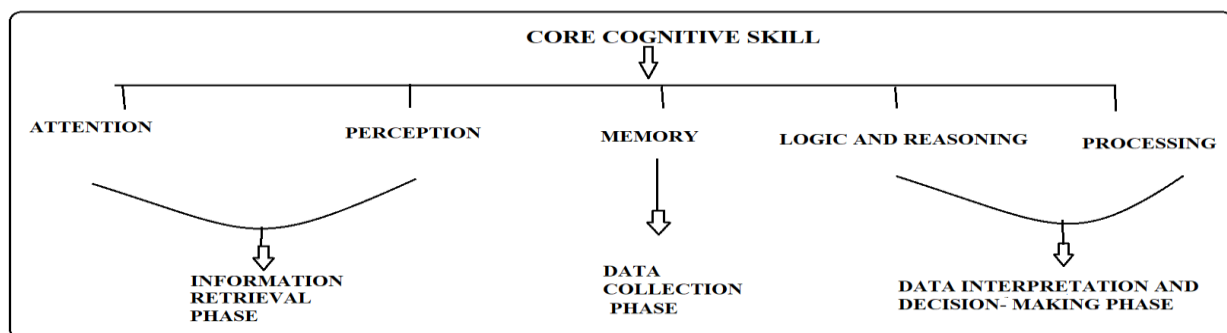 CORE COGNITIVE SKILL
ATTENTION
PERCEPTION
MEMORY
LOGIC AND REASONING
PROCESSING
INFORMATION
RETRIEVAL
PHASE
DATA
COLLECTION
PHASE
DATA INTERPRETATION AND
DECISION- MAKING PHASE